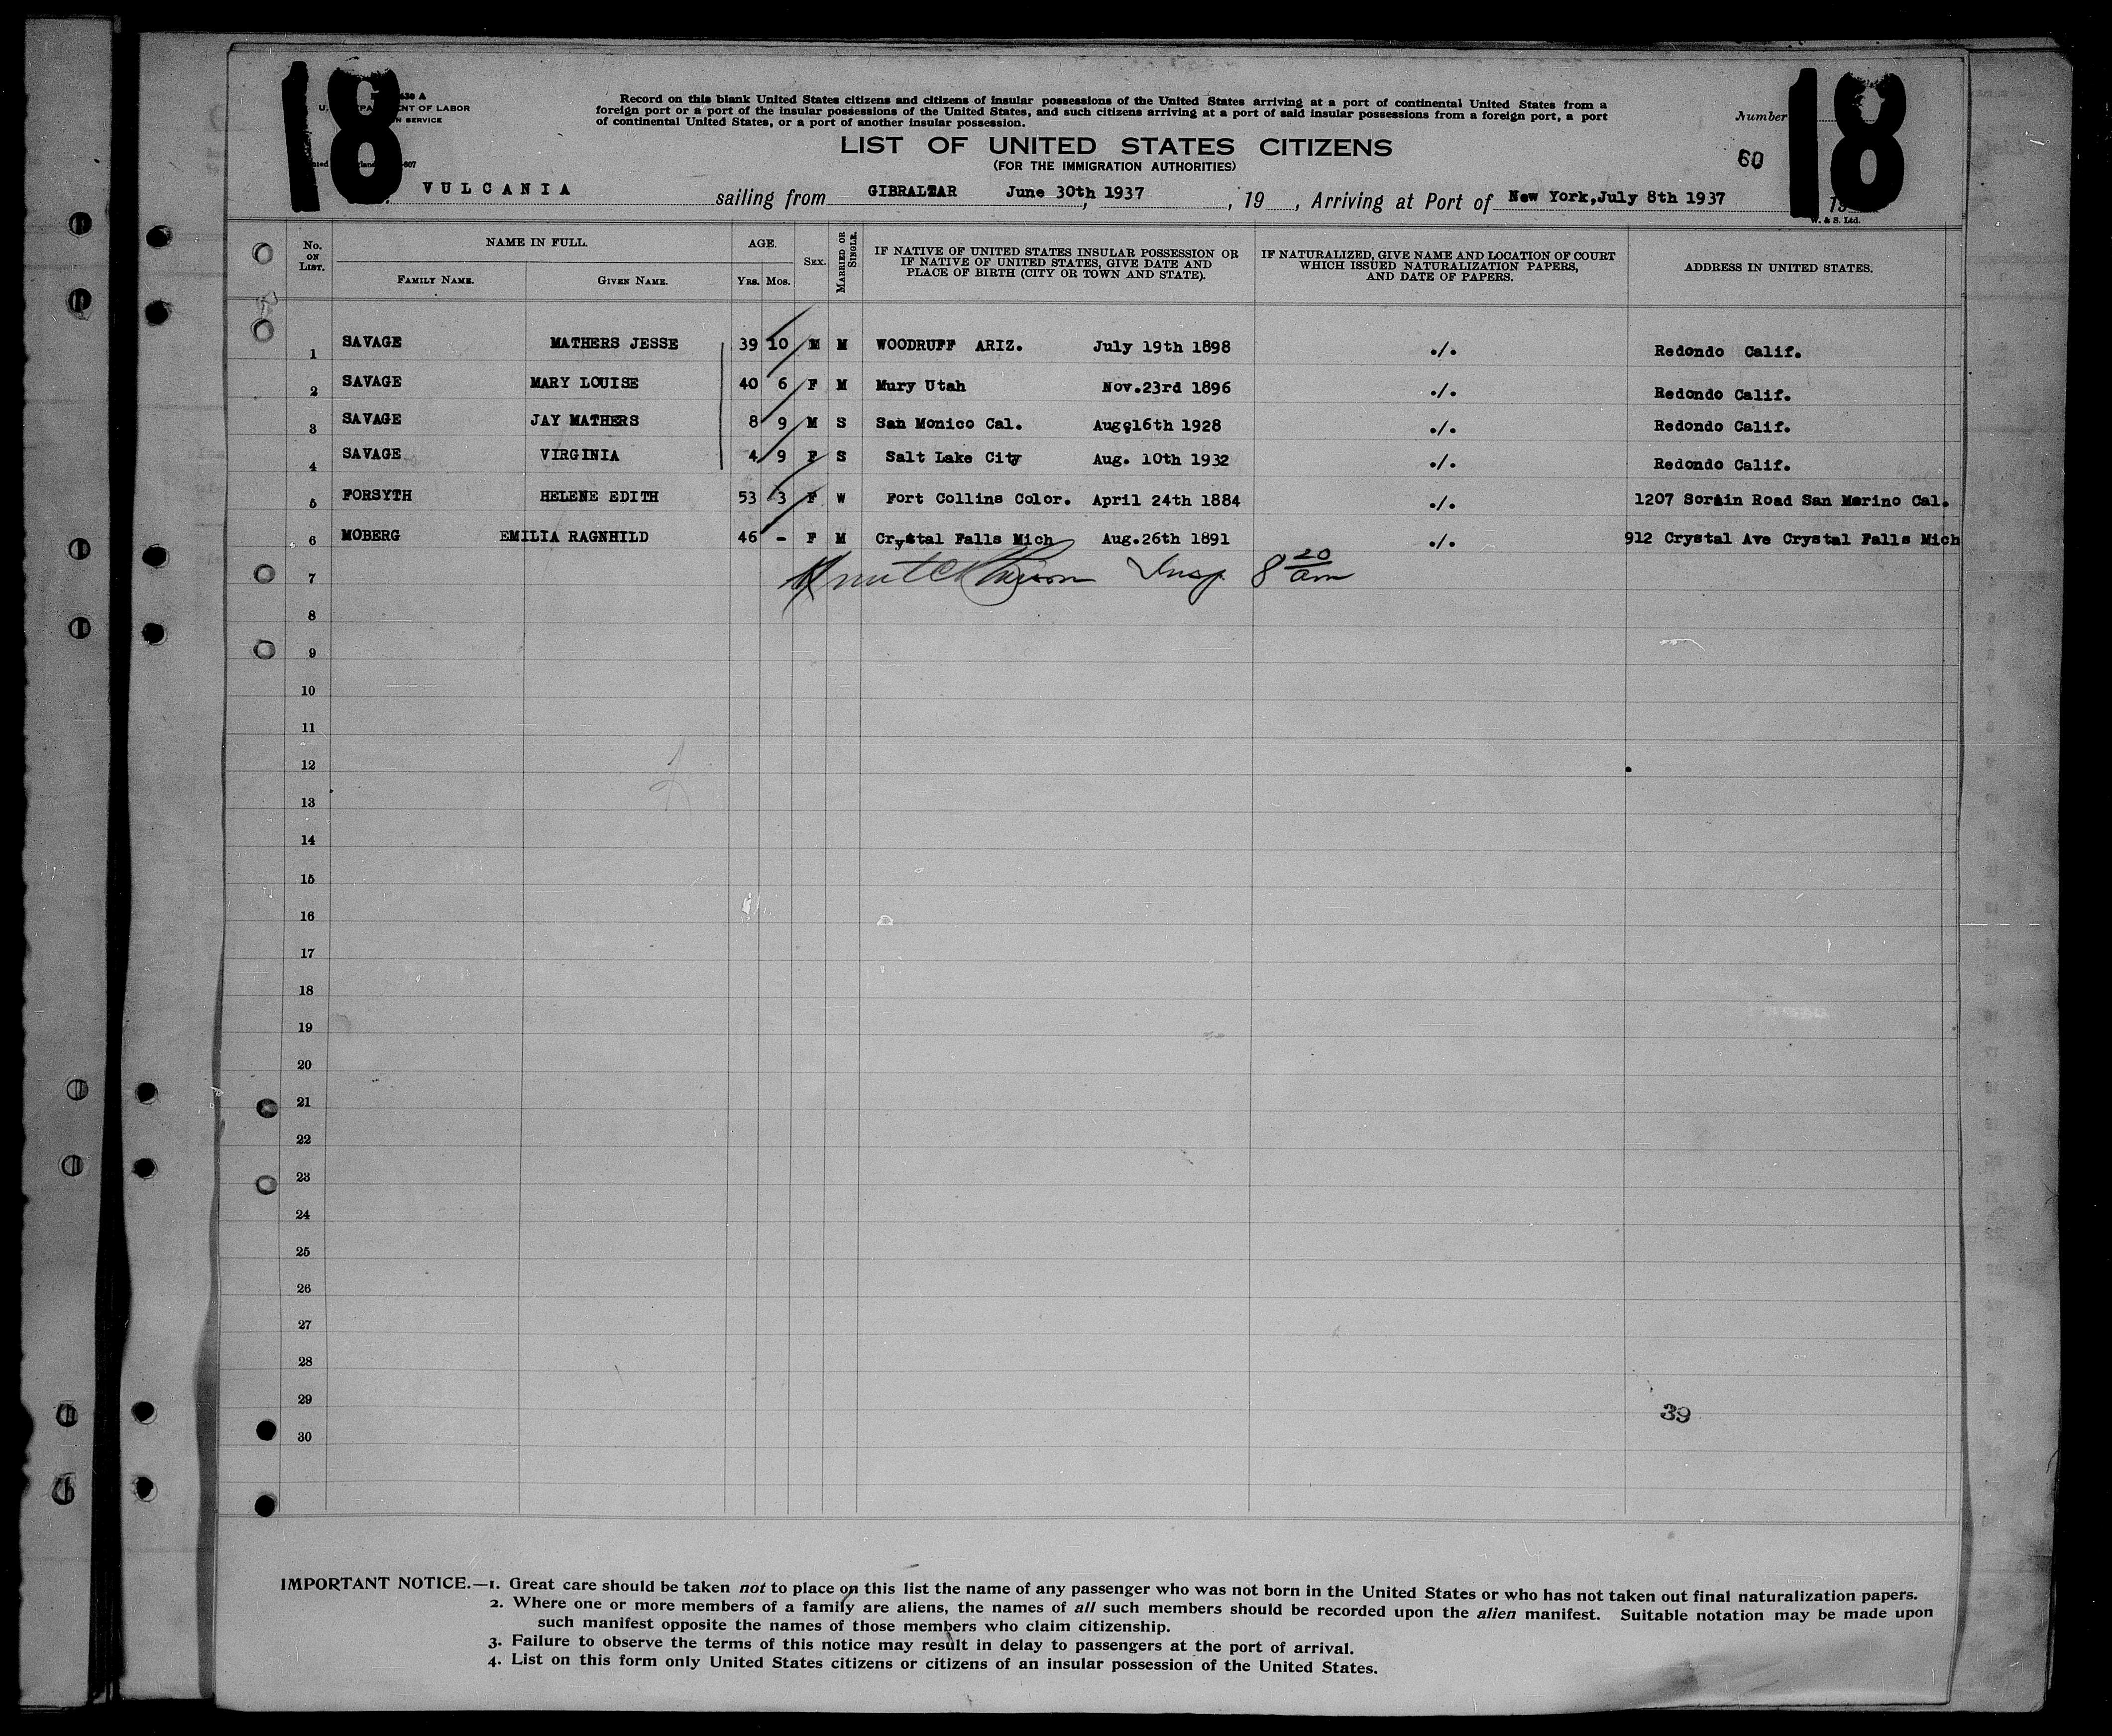 18
18
630 A
U. DEPARTMENT OF LABOR
N SERVICE
Record on this blank United States citizens and citizens of insular possessions of the United States arriving at a port of continental United States from a
foreign port or a port of the insular possessions of the United States, and such citizens arriving at a port of said insular possessions from a foreign port, a port
of continental United States, or a port of another insular possession.
Number
LIST OF UNITED STATES CITIZENS
(FOR THE IMMIGRATION AUTHORITIES)
60
VULCANIA sailing from GIBRALTAR June 30th 1937, 19 , Arriving at Port of New York,July 8th 1937
W. & S. Ltd.
No. ON LIST. NAME IN FULL. AGE. SEX. MARRIED OR SINGLE. IF NATIVE OF UNITED STATES INSULAR POSSESSION OR IF NATIVE OF UNITED STATES, GIVE DATE AND PLACE OF BIRTH (CITY OR TOWN AND STATE). IF NATURALIZED, GIVE NAME AND LOCATION OF COURT WHICH ISSUED NATURALIZATION PAPERS, AND DATE OF PAPERS. ADDRESS IN UNITED STATES.
FAMILY NAME. GIVEN NAME. YRS. MOS.
1 SAVAGE MATHERS JESSE 39 10 M M WOODRUFF ARIZ. July 19th 1898 ./. Redondo Calif.
2 SAVAGE MARY LOUISE 40 6 F M Mury Utah Nov.23rd 1896 ./. Redondo Calif.
3 SAVAGE JAY MATHERS 8 9 M S San Monico Cal. Aug.16th 1928 ./. Redondo Calif.
4 SAVAGE VIRGINIA 4 9 F S Salt Lake City Aug. 10th 1932 ./. Redondo Calif.
5 FORSYTH HELENE EDITH 53 3 F W Fort Collins Color. April 24th 1884 ./. 1207 Sorain Road San Marino Cal.
6 MOBERG EMILIA RAGNHILD 46 - F M Crystal Falls Mich Aug.26th 1891 ./. 912 Crystal Ave Crystal Falls Mich
7 Insp 8 20 am
8
9
10
11
12
13
14
15
16
17
18
19
20
21
22
23
24
25
26
27
28
29
39
30
IMPORTANT NOTICE.—1. Great care should be taken not to place on this list the name of any passenger who was not born in the United States or who has not taken out final naturalization papers.
2. Where one or more members of a family are aliens, the names of all such members should be recorded upon the alien manifest. Suitable notation may be made upon
such manifest opposite the names of those members who claim citizenship.
3. Failure to observe the terms of this notice may result in delay to passengers at the port of arrival.
4. List on this form only United States citizens or citizens of an insular possession of the United States.